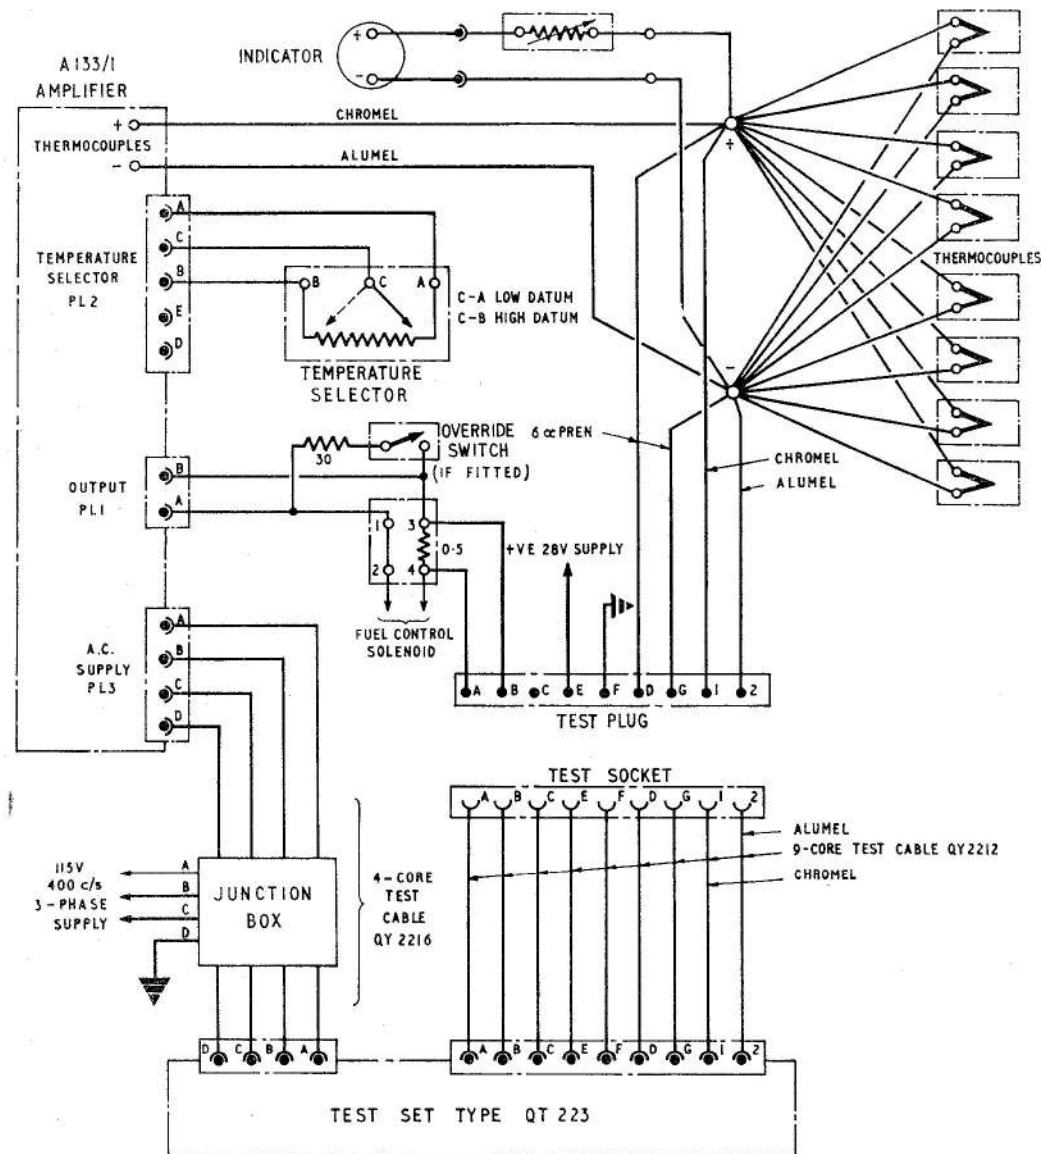 INDICATOR
+
−
A133/1
AMPLIFIER
+
THERMOCOUPLES
−
CHROMEL
ALUMEL
+
−
THERMOCOUPLES
TEMPERATURE
SELECTOR
PL2
A
C
B
E
D
B
C
A
C-A LOW DATUM
C-B HIGH DATUM
TEMPERATURE
SELECTOR
OUTPUT
PL1
B
A
30
OVERRIDE
SWITCH
(IF FITTED)
6 ∝ PREN
CHROMEL
ALUMEL
1
3
2
4
0·5
+VE 28V SUPPLY
FUEL CONTROL
SOLENOID
A.C.
SUPPLY
PL3
A
B
C
D
A
B
C
E
F
D
G
1
2
TEST PLUG
TEST SOCKET
A
B
C
E
F
D
G
1
2
ALUMEL
9-CORE TEST CABLE QY2212
CHROMEL
115V
400 c/s
3-PHASE
SUPPLY
A
B
C
D
JUNCTION
BOX
4-CORE
TEST
CABLE
QY 2216
D
C
B
A
A
B
C
E
F
D
G
1
2
TEST SET TYPE QT 223